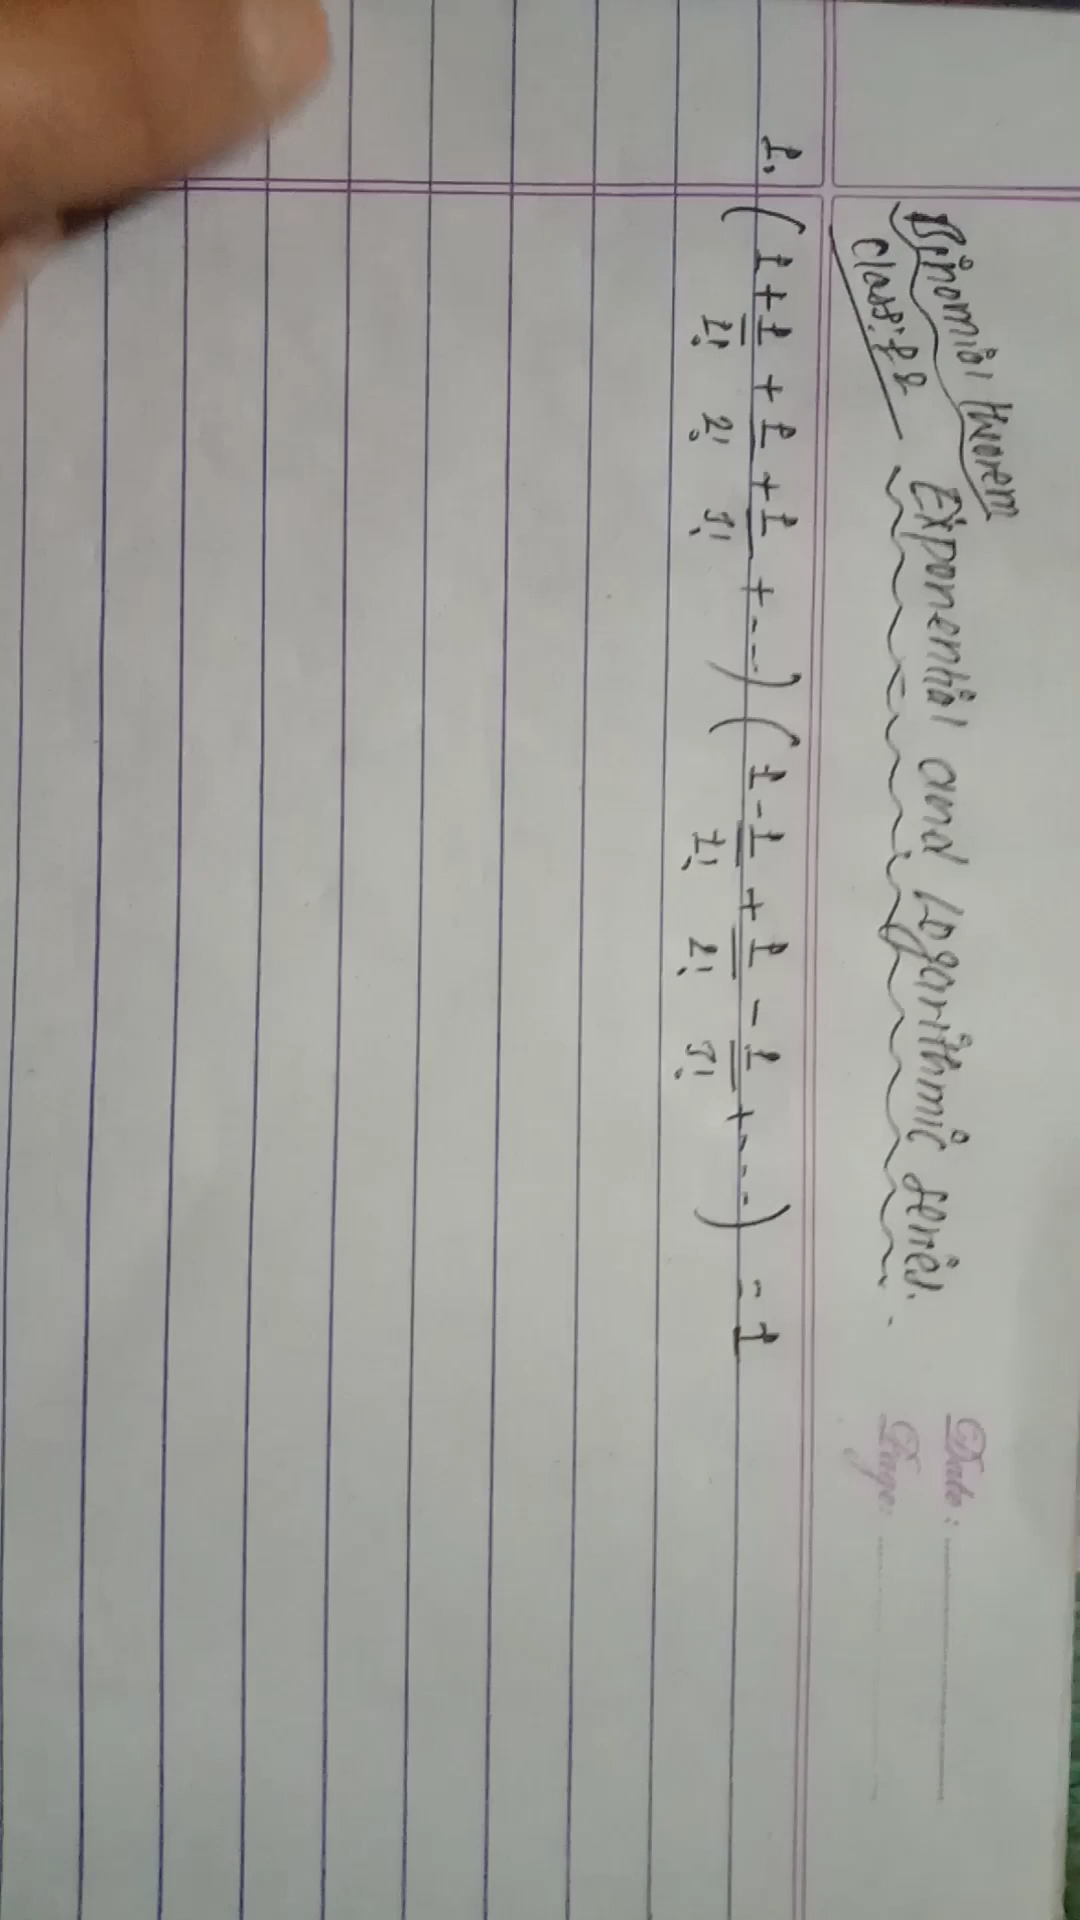 Binomial theorem
class:12
Exponential and Logarithmic series.
Date:
Page:
1. (1 + 1/1! + 1/2! + 1/3! + ---) (1 - 1/1! + 1/2! - 1/3! + ---) = 1